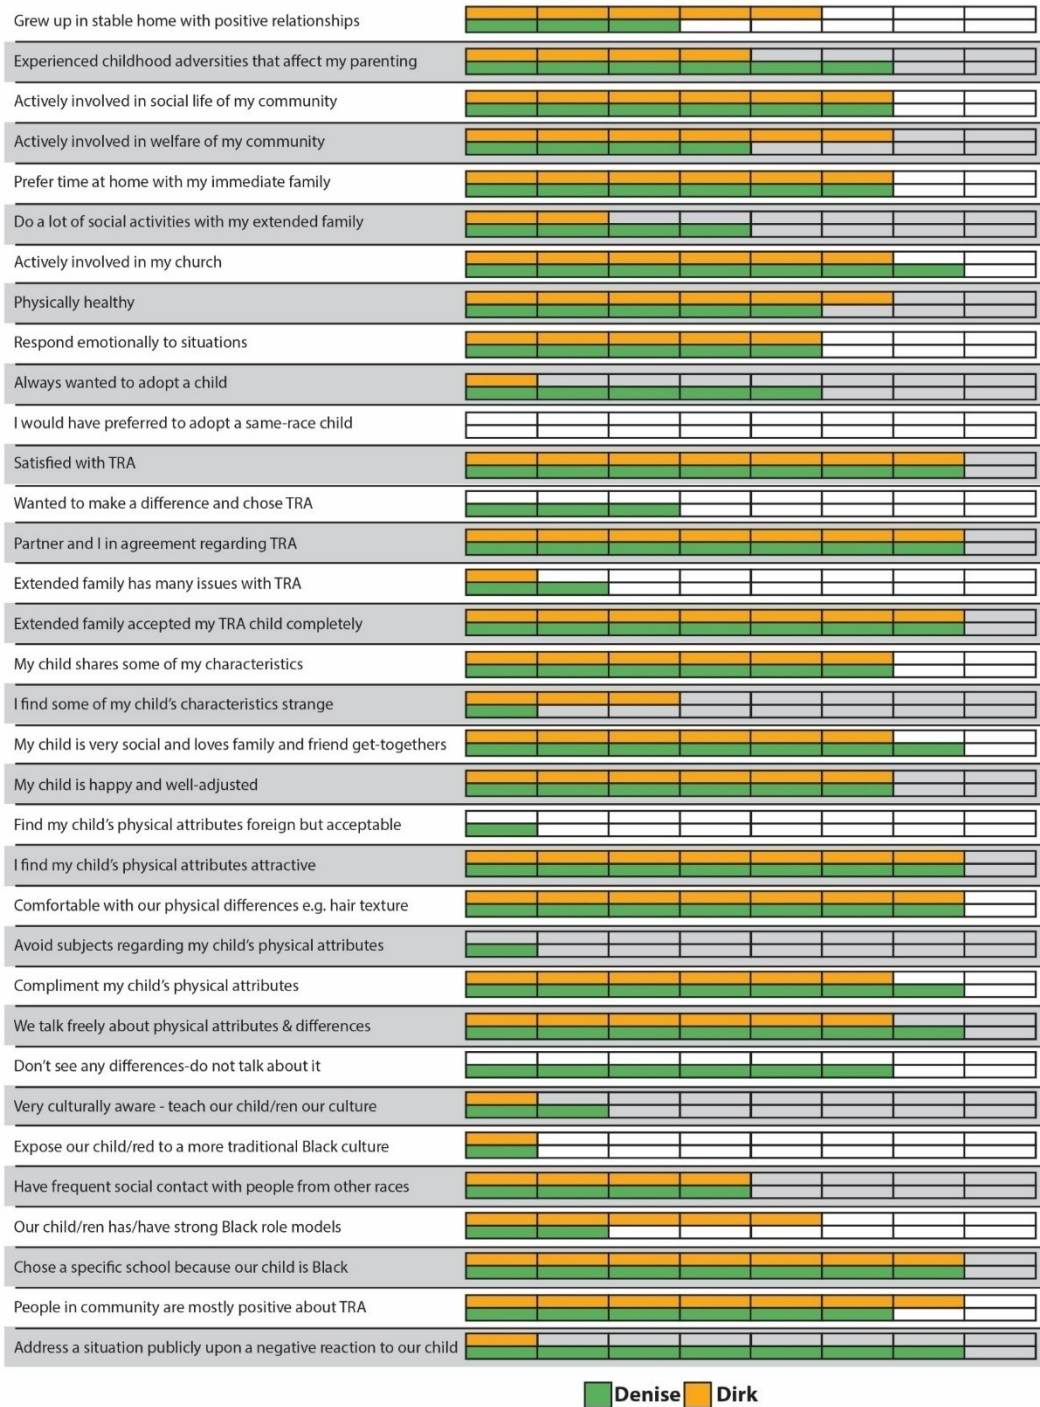 Grew up in stable home with positive relationships
Experienced childhood adversities that affect my parenting
Actively involved in social life of my community
Actively involved in welfare of my community
Prefer time at home with my immediate family
Do a lot of social activities with my extended family
Actively involved in my church
Physically healthy
Respond emotionally to situations
Always wanted to adopt a child
I would have preferred to adopt a same-race child
Satisfied with TRA
Wanted to make a difference and chose TRA
Partner and I in agreement regarding TRA
Extended family has many issues with TRA
Extended family accepted my TRA child completely
My child shares some of my characteristics
I find some of my child's characteristics strange
My child is very social and loves family and friend get-togethers
My child is happy and well-adjusted
Find my child's physical attributes foreign but acceptable
I find my child's physical attributes attractive
Comfortable with our physical differences e.g. hair texture
Avoid subjects regarding my child's physical attributes
Compliment my child's physical attributes
We talk freely about physical attributes & differences
Don't see any differences-do not talk about it
Very culturally aware - teach our child/ren our culture
Expose our child/red to a more traditional Black culture
Have frequent social contact with people from other races
Our child/ren has/have strong Black role models
Chose a specific school because our child is Black
People in community are mostly positive about TRA
Address a situation publicly upon a negative reaction to our child
Denise Dirk